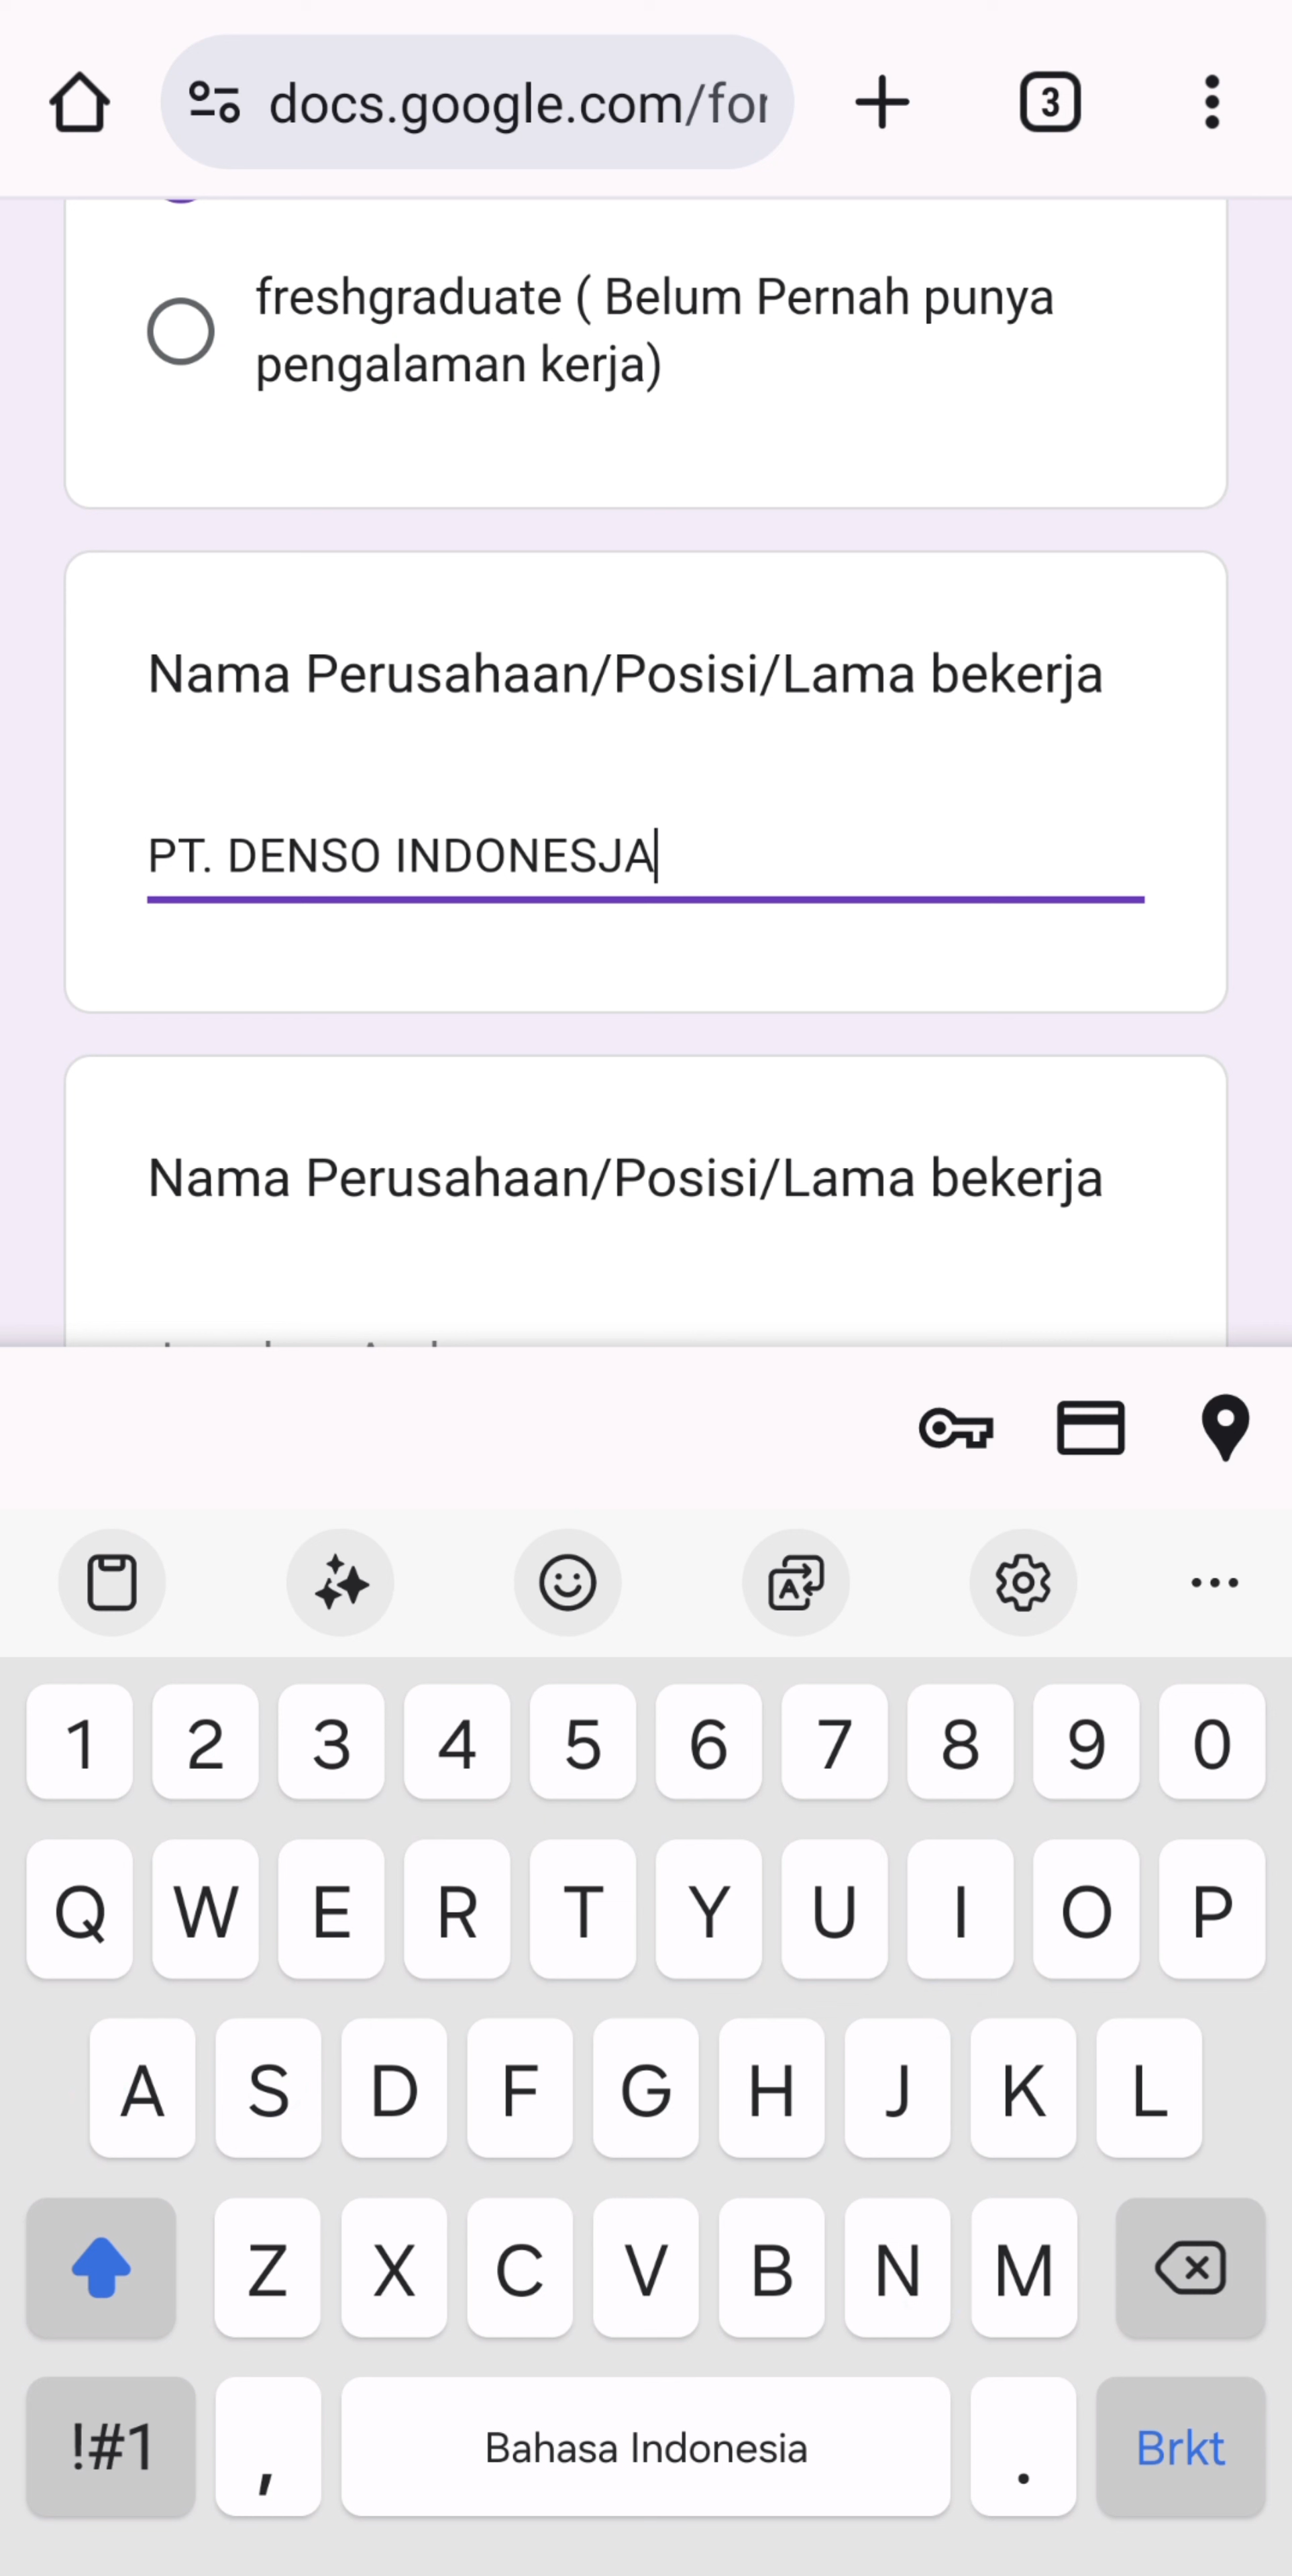 docs.google.com/for
3
freshgraduate ( Belum Pernah punya
pengalaman kerja)
Nama Perusahaan/Posisi/Lama bekerja
PT. DENSO INDONESJA
Nama Perusahaan/Posisi/Lama bekerja
1 2 3 4 5 6 7 8 9 0
Q W E R T Y U I O P
A S D F G H J K L
Z X C V B N M
!#1 , Bahasa Indonesia . Brkt